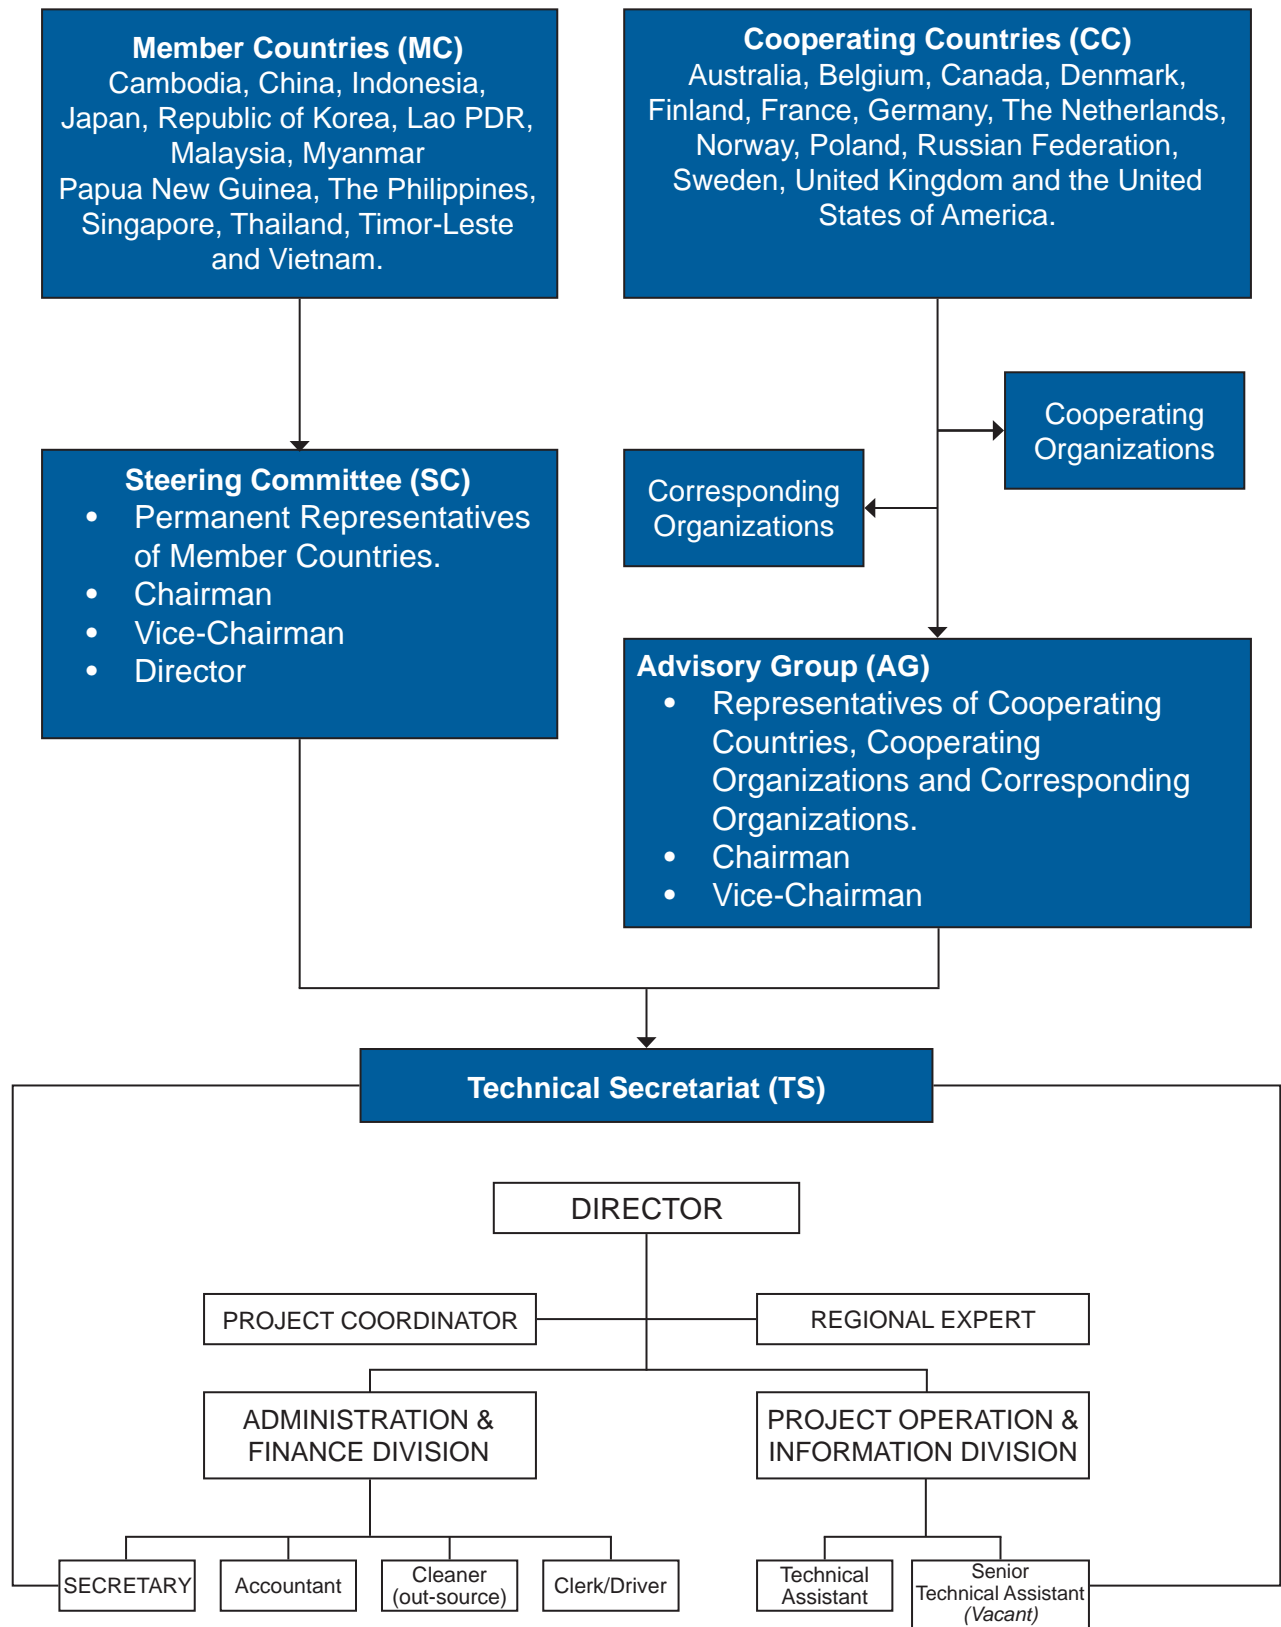 Member Countries (MC)
Cambodia, China, Indonesia,
Japan, Republic of Korea, Lao PDR,
Malaysia, Myanmar
Papua New Guinea, The Philippines,
Singapore, Thailand, Timor-Leste
and Vietnam.
Cooperating Countries (CC)
Australia, Belgium, Canada, Denmark,
Finland, France, Germany, The Netherlands,
Norway, Poland, Russian Federation,
Sweden, United Kingdom and the United
States of America.
Cooperating
Organizations
Corresponding
Organizations
Steering Committee (SC)
• Permanent Representatives
of Member Countries.
• Chairman
• Vice-Chairman
• Director
Advisory Group (AG)
• Representatives of Cooperating
Countries, Cooperating
Organizations and Corresponding
Organizations.
• Chairman
• Vice-Chairman
Technical Secretariat (TS)
DIRECTOR
PROJECT COORDINATOR
REGIONAL EXPERT
ADMINISTRATION &
FINANCE DIVISION
PROJECT OPERATION &
INFORMATION DIVISION
SECRETARY
Accountant
Cleaner
(out-source)
Clerk/Driver
Technical
Assistant
Senior
Technical Assistant
(Vacant)